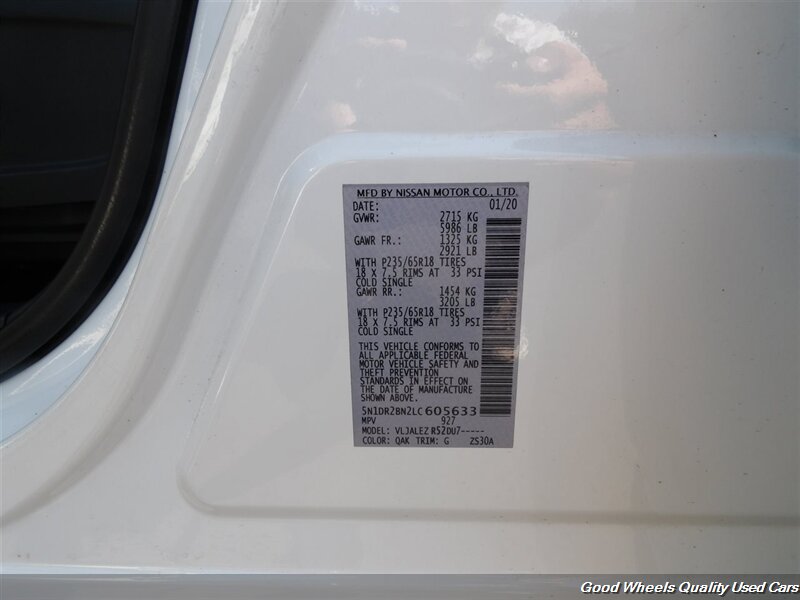 MFD BY NISSAN MOTOR CO., LTD.
DATE: 01/20
GVWR: 2715 KG
5986 LB
GAWR FR.: 1325 KG
2921 LB
WITH P235/65R18 TIRES
18 X 7.5 RIMS AT 33 PSI
COLD SINGLE
GAWR RR.: 1454 KG
3205 LB
WITH P235/65R18 TIRES
18 X 7.5 RIMS AT 33 PSI
COLD SINGLE
THIS VEHICLE CONFORMS TO
ALL APPLICABLE FEDERAL
MOTOR VEHICLE SAFETY AND
THEFT PREVENTION
STANDARDS IN EFFECT ON
THE DATE OF MANUFACTURE
SHOWN ABOVE.
5N1DR2BN2LC605633
MPV 927
MODEL: VLJALEZ R52DU7-----
COLOR: QAK TRIM: G ZS30A
Good Wheels Quality Used Cars